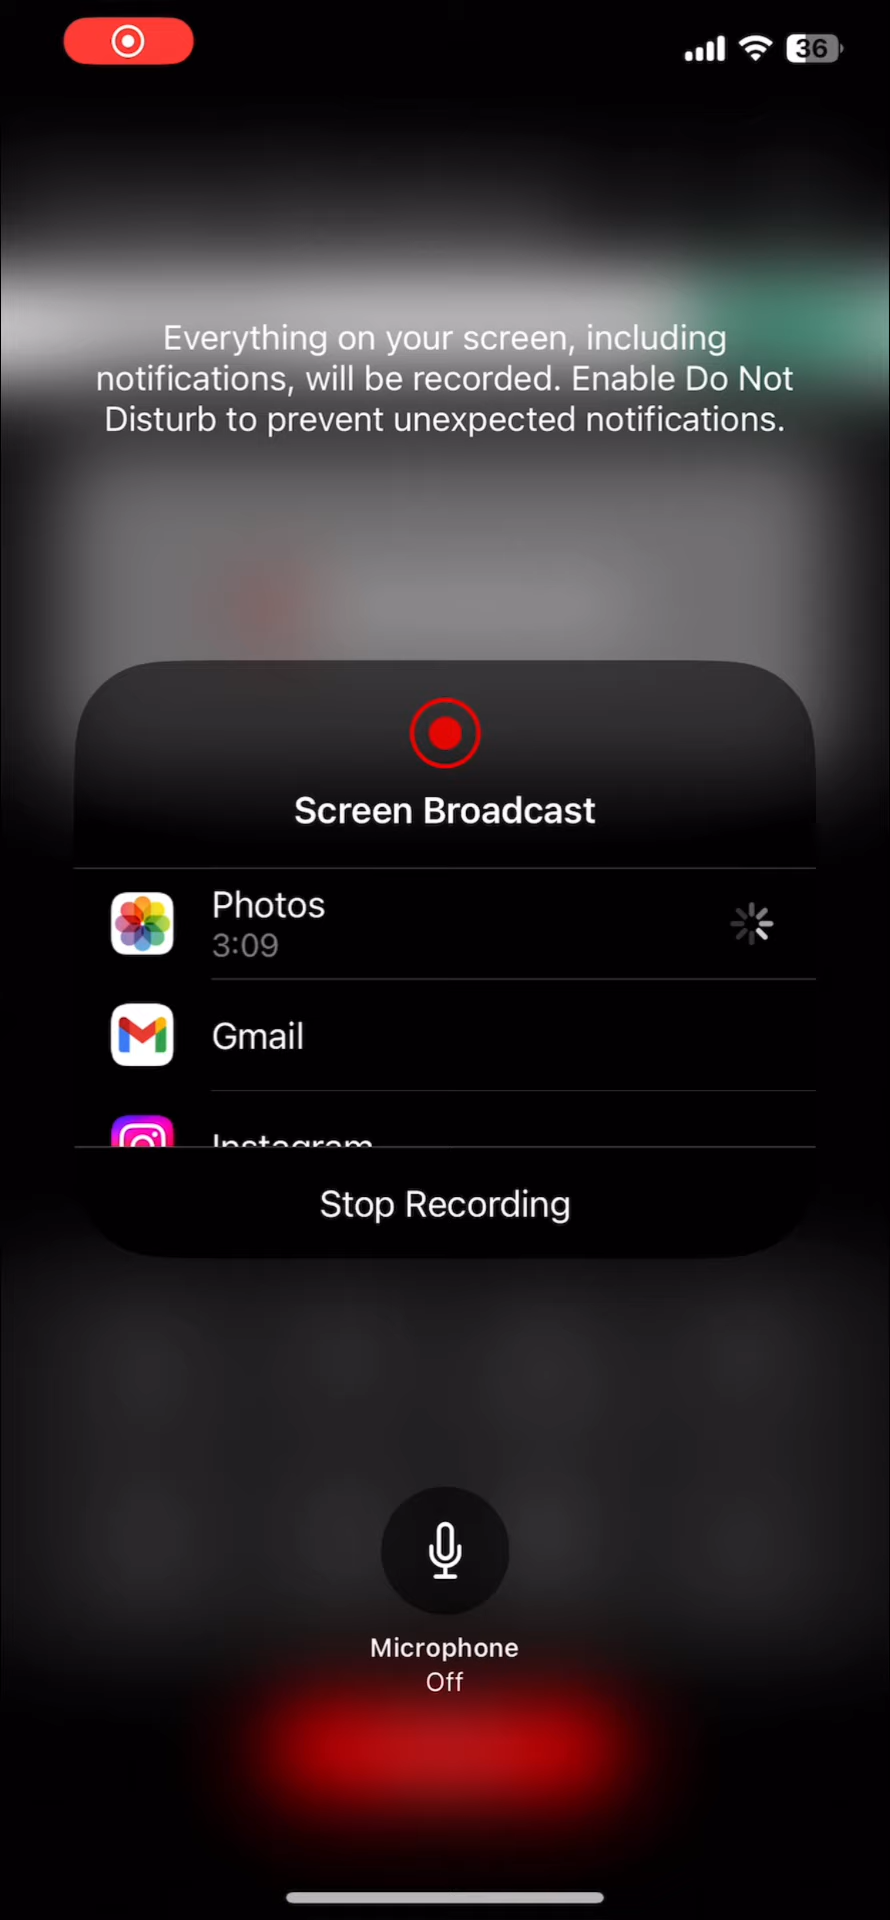 36
Everything on your screen, including
notifications, will be recorded. Enable Do Not
Disturb to prevent unexpected notifications.
Screen Broadcast
Photos
3:09
Gmail
Instagram
Stop Recording
Microphone
Off